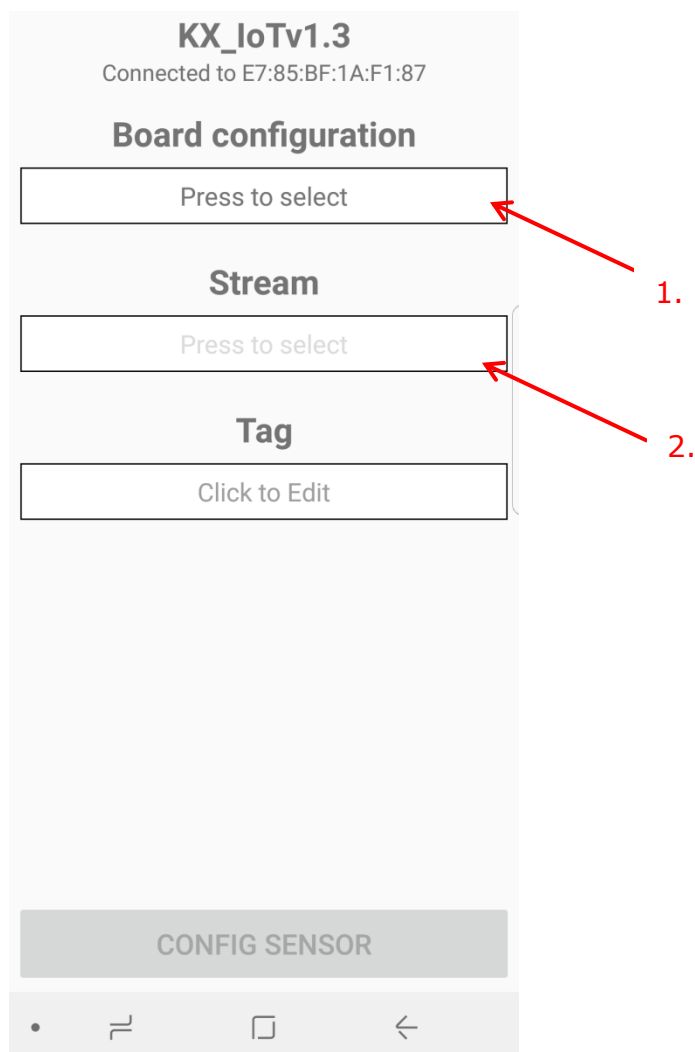 KX_IoTv1.3
Connected to E7:85:BF:1A:F1:87
Board configuration
Press to select
1.
Stream
Press to select
2.
Tag
Click to Edit
CONFIG SENSOR